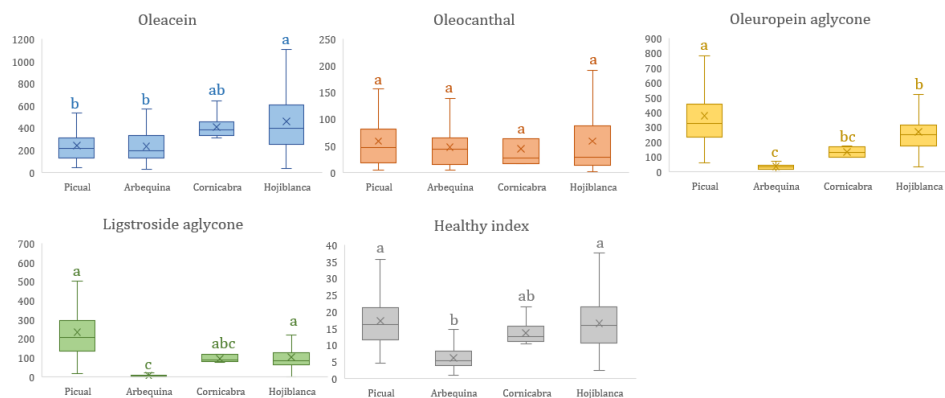 Oleacein
1200
1000
800
600
400
200
0
b
b
ab
a
Picual Arbequina Cornicabra Hojiblanca
Oleocanthal
250
200
150
100
50
0
a
a
a
a
Picual Arbequina Cornicabra Hojiblanca
Oleuropein aglycone
900
800
700
600
500
400
300
200
100
0
a
c
bc
b
Picual Arbequina Cornicabra Hojiblanca
Ligstroside aglycone
700
600
500
400
300
200
100
0
a
c
abc
a
Picual Arbequina Cornicabra Hojiblanca
Healthy index
40
35
30
25
20
15
10
5
0
a
b
ab
a
Picual Arbequina Cornicabra Hojiblanca